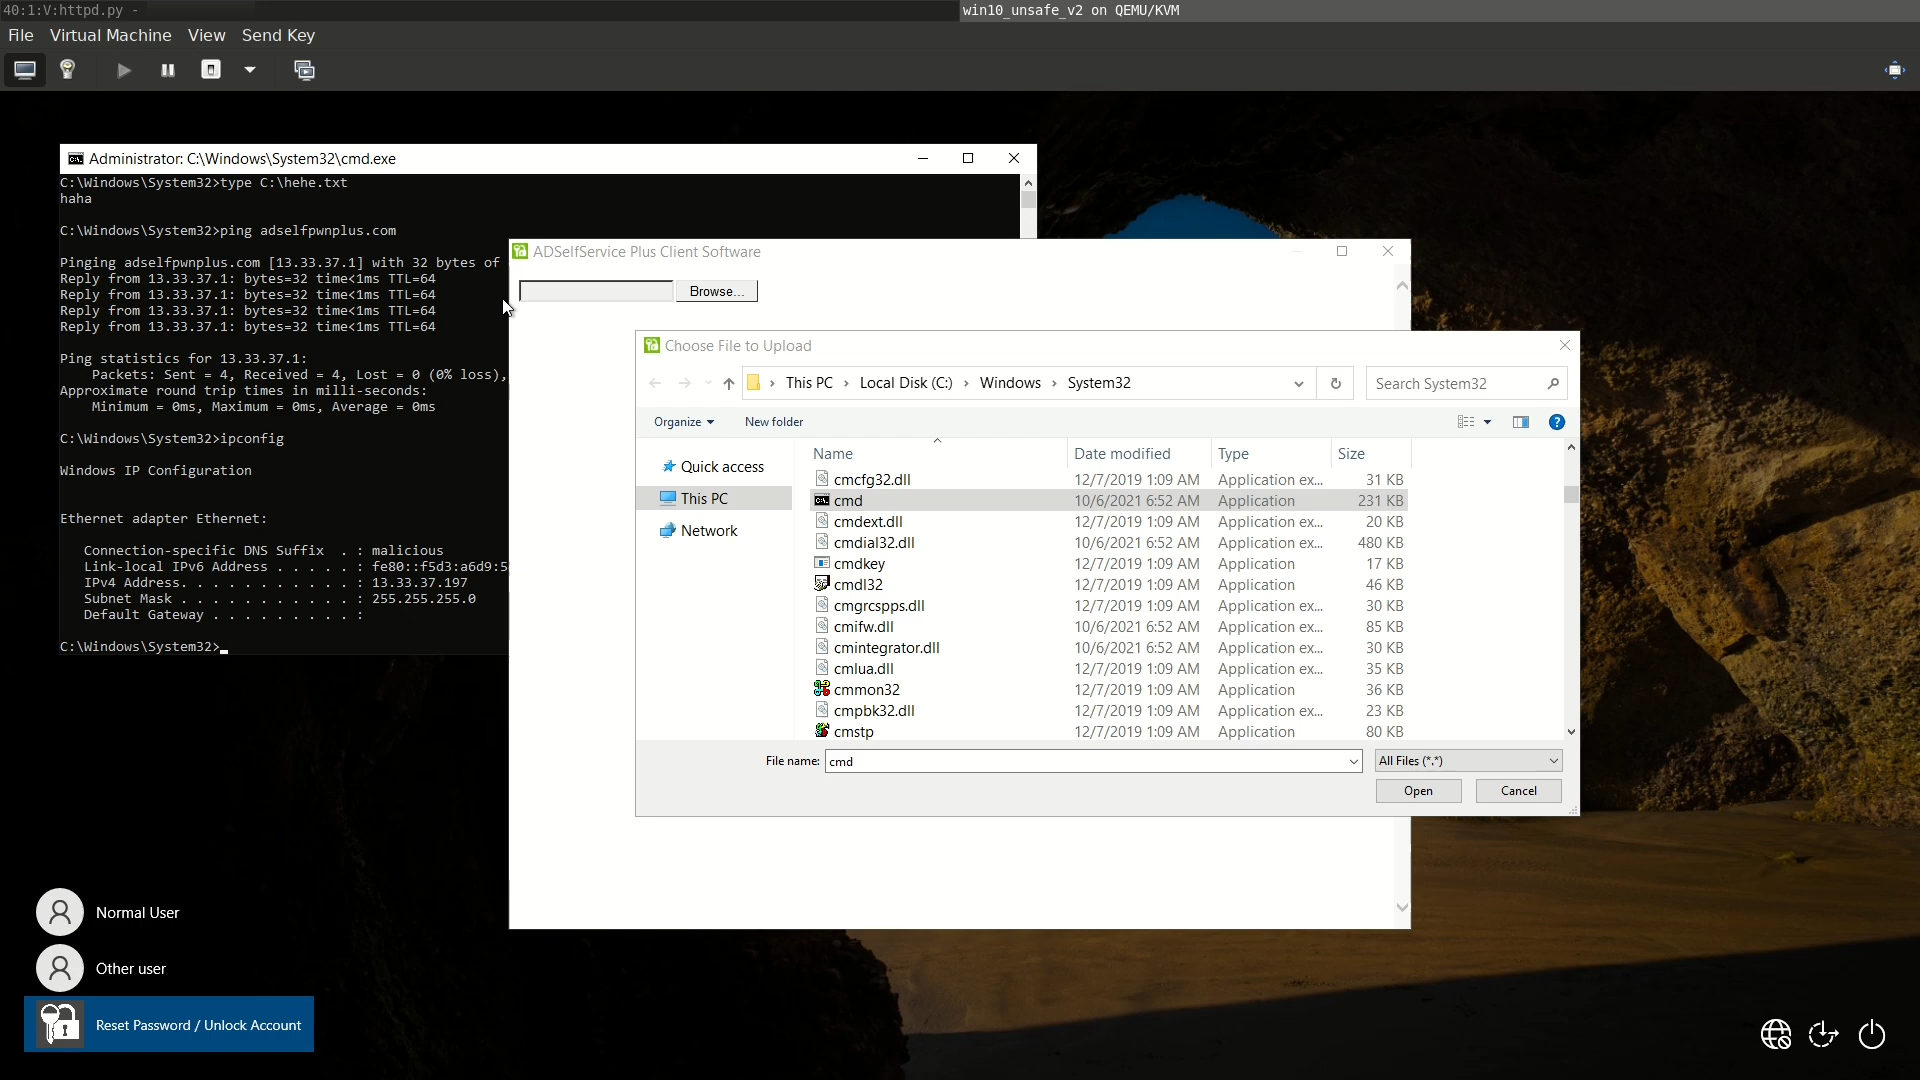 40:1:V:httpd.py -
win10_unsafe_v2 on QEMU/KVM
File Virtual Machine View Send Key
Administrator: C:\Windows\System32\cmd.exe
C:\Windows\System32>type C:\hehe.txt
haha
C:\Windows\System32>ping adselfpwnplus.com
Pinging adselfpwnplus.com [13.33.37.1] with 32 bytes of
Reply from 13.33.37.1: bytes=32 time<1ms TTL=64
Reply from 13.33.37.1: bytes=32 time<1ms TTL=64
Reply from 13.33.37.1: bytes=32 time<1ms TTL=64
Reply from 13.33.37.1: bytes=32 time<1ms TTL=64
Ping statistics for 13.33.37.1:
Packets: Sent = 4, Received = 4, Lost = 0 (0% loss),
Approximate round trip times in milli-seconds:
Minimum = 0ms, Maximum = 0ms, Average = 0ms
C:\Windows\System32>ipconfig
Windows IP Configuration
Ethernet adapter Ethernet:
Connection-specific DNS Suffix . : malicious
Link-local IPv6 Address . . . . . : fe80::f5d3:a6d9:5
IPv4 Address. . . . . . . . . . . : 13.33.37.197
Subnet Mask . . . . . . . . . . . : 255.255.255.0
Default Gateway . . . . . . . . . :
C:\Windows\System32>
ADSelfService Plus Client Software
Browse...
Choose File to Upload
This PC › Local Disk (C:) › Windows › System32
Search System32
Organize New folder
Quick access
This PC
Network
Name Date modified Type Size
cmcfg32.dll 12/7/2019 1:09 AM Application ex... 31 KB
cmd 10/6/2021 6:52 AM Application 231 KB
cmdext.dll 12/7/2019 1:09 AM Application ex... 20 KB
cmdial32.dll 10/6/2021 6:52 AM Application ex... 480 KB
cmdkey 12/7/2019 1:09 AM Application 17 KB
cmdl32 12/7/2019 1:09 AM Application 46 KB
cmgrcspps.dll 12/7/2019 1:09 AM Application ex... 30 KB
cmifw.dll 10/6/2021 6:52 AM Application ex... 85 KB
cmintegrator.dll 10/6/2021 6:52 AM Application ex... 30 KB
cmlua.dll 12/7/2019 1:09 AM Application ex... 35 KB
cmmon32 12/7/2019 1:09 AM Application 36 KB
cmpbk32.dll 12/7/2019 1:09 AM Application ex... 23 KB
cmstp 12/7/2019 1:09 AM Application 80 KB
File name: cmd All Files (*.*)
Open Cancel
Normal User
Other user
Reset Password / Unlock Account